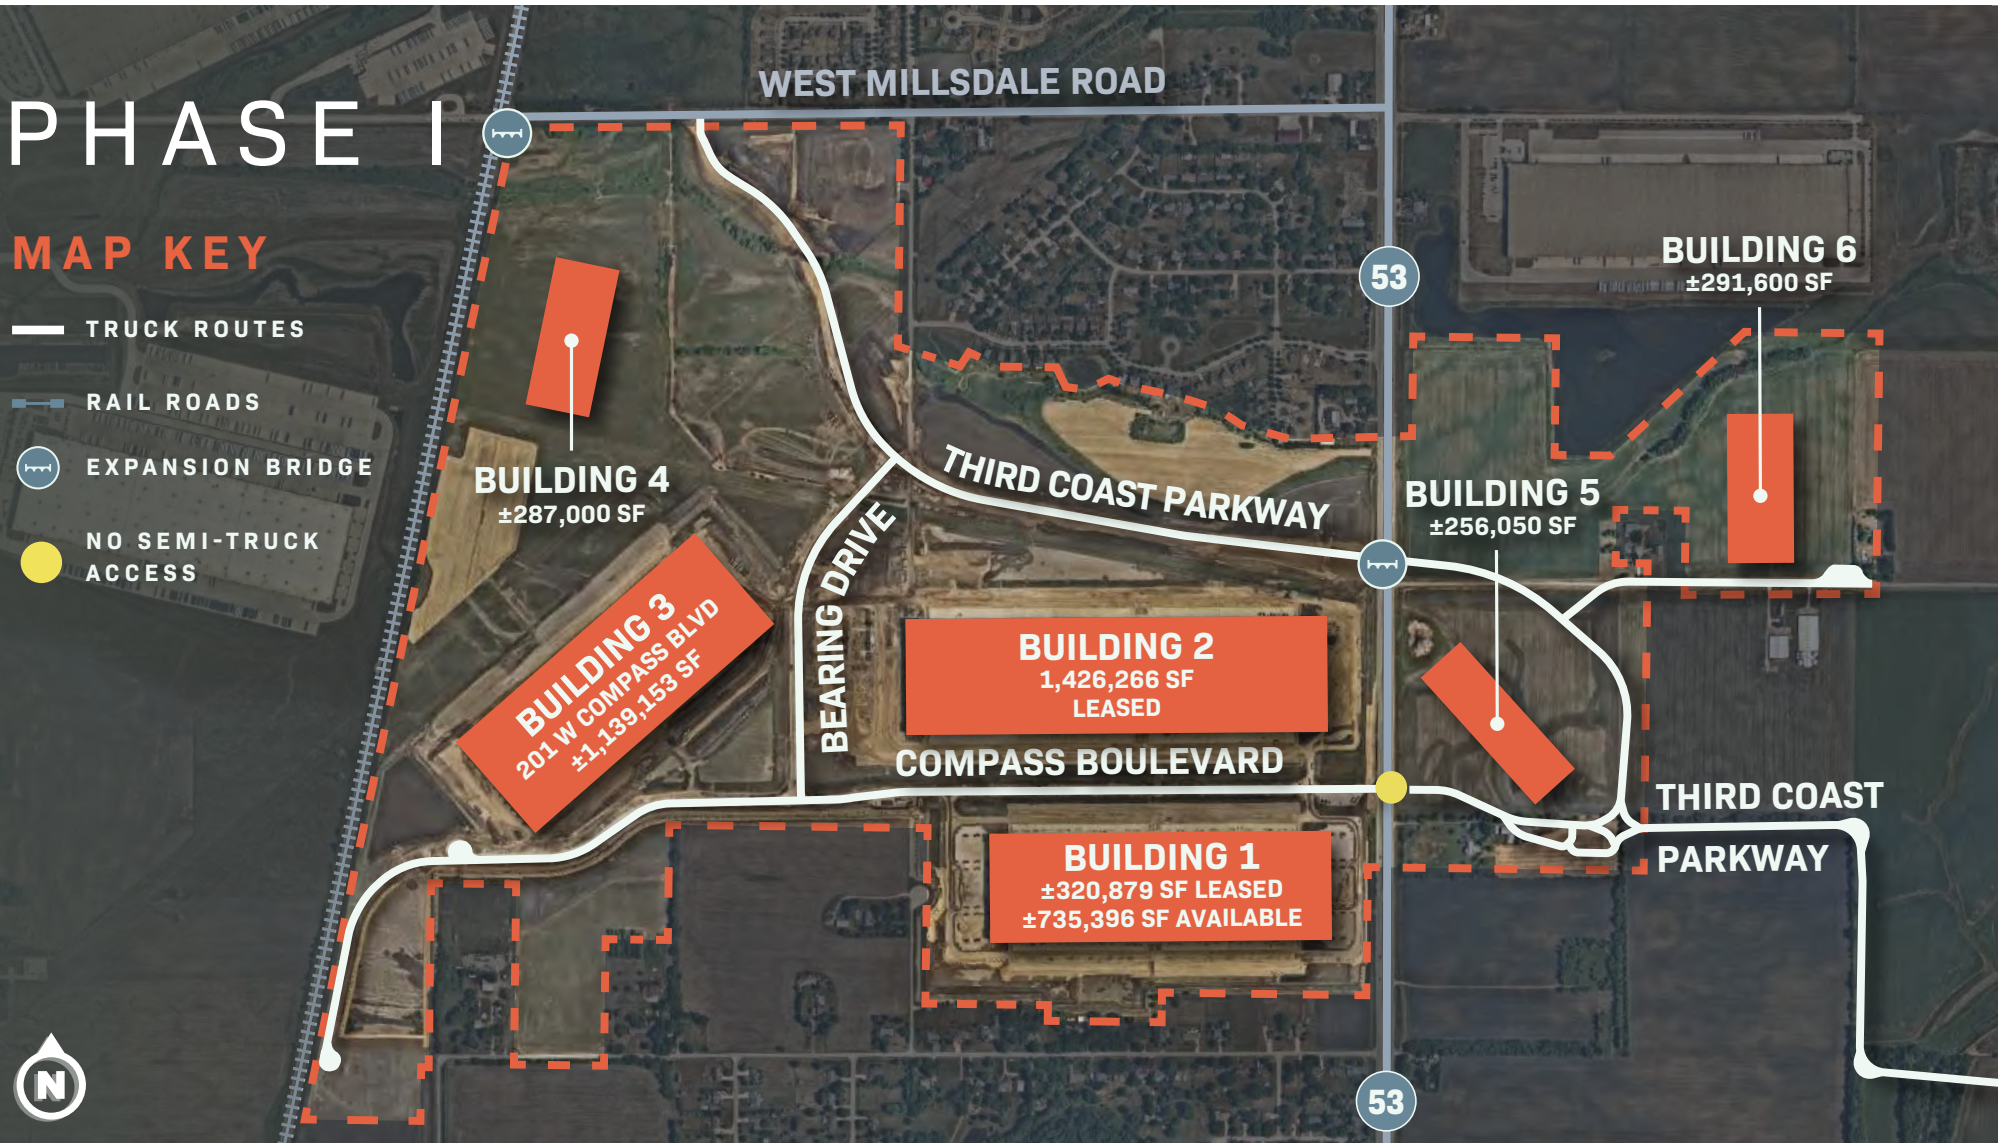 PHASE I
MAP KEY
TRUCK ROUTES
RAIL ROADS
EXPANSION BRIDGE
NO SEMI-TRUCK
ACCESS
WEST MILLSDALE ROAD
53
BUILDING 6
±291,600 SF
BUILDING 4
±287,000 SF
THIRD COAST PARKWAY
BUILDING 5
±256,050 SF
BEARING DRIVE
BUILDING 3
201 W COMPASS BLVD
±1,139,153 SF
BUILDING 2
1,426,266 SF
LEASED
COMPASS BOULEVARD
THIRD COAST
PARKWAY
BUILDING 1
±320,879 SF LEASED
±735,396 SF AVAILABLE
N
53